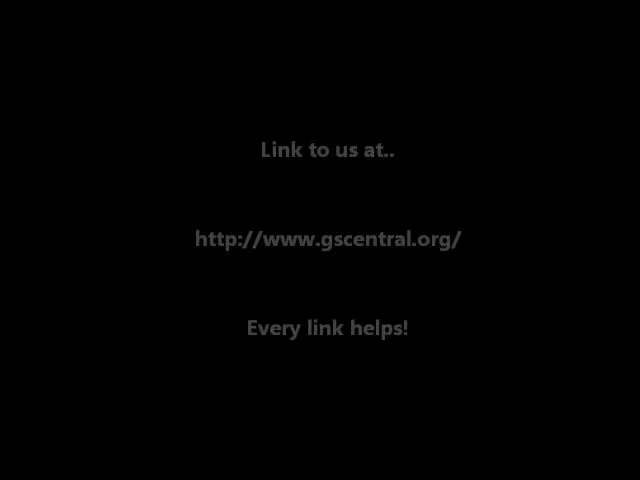 Link to us at..
http://www.gscentral.org/
Every link helps!